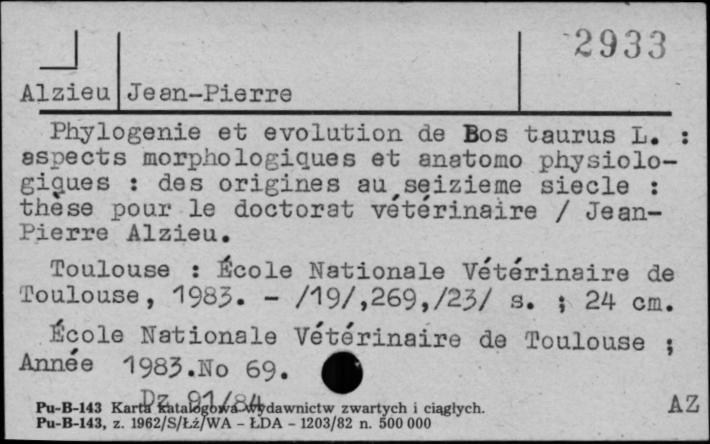 2933
Alzieu Jean-Pierre
Phylogenie et evolution de Bos taurus L. :
aspects morphologiques et anatomo physiolo-
giques : des origines au seizieme siecle :
thèse pour le doctorat vétérinaire / Jean-
Pierre Alzieu.
Toulouse : École Nationale Vétérinaire de
Toulouse, 1983. - /19/,269,/23/ s. ; 24 cm.
École Nationale Vétérinaire de Toulouse ;
Année 1983.No 69.
Dz 91/84
AZ
Pu-B-143 Karta katalogowa wydawnictw zwartych i ciągłych.
Pu-B-143, z. 1962/S/Łż/WA - ŁDA - 1203/82 n. 500 000